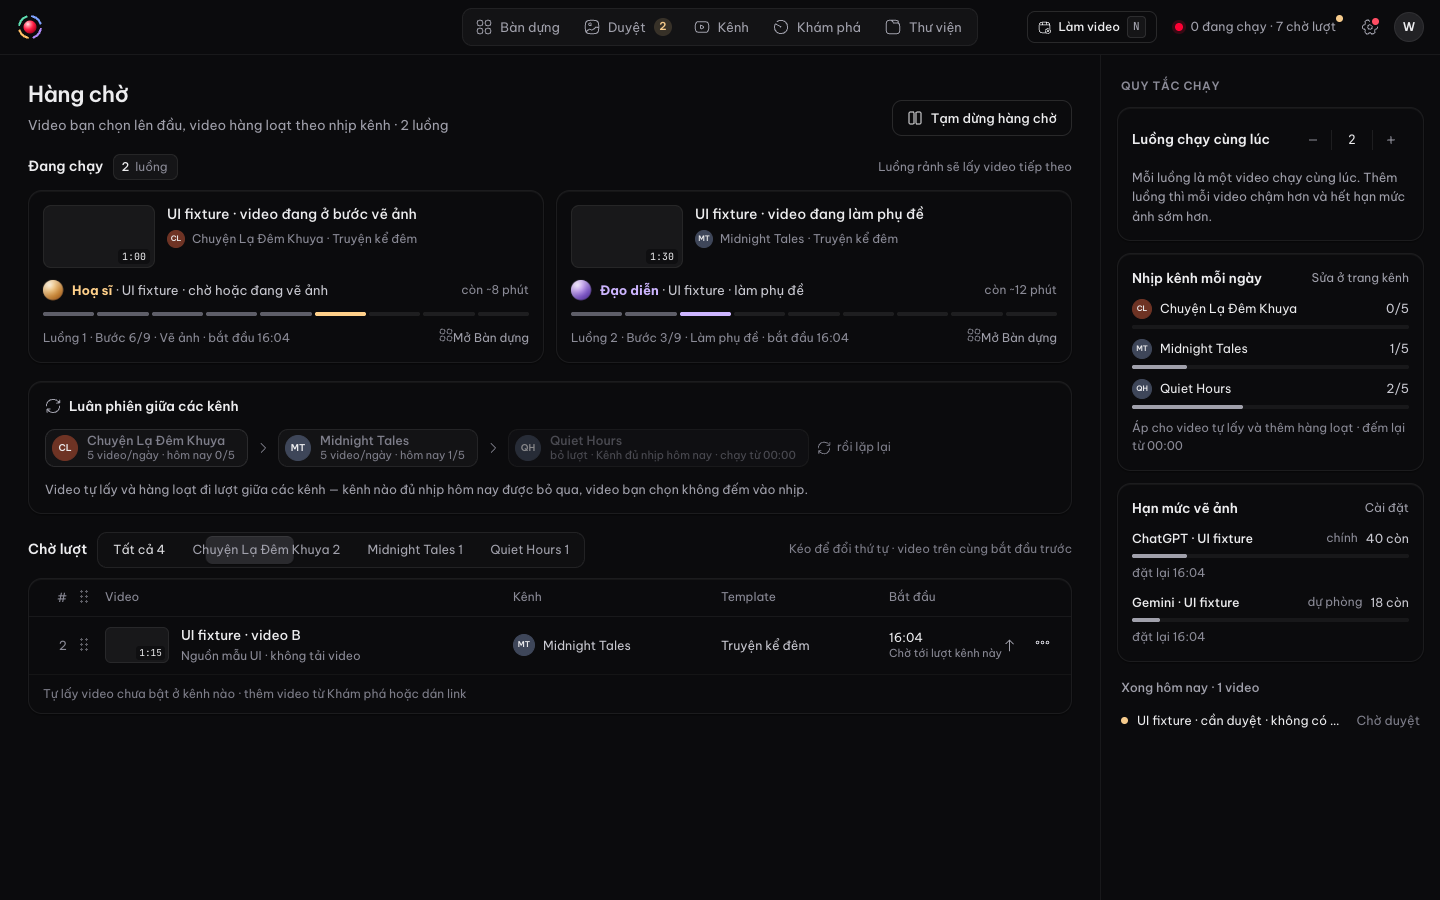 Bàn dựng
Duyệt 2
Kênh
Khám phá
Thư viện
Làm video N
0 đang chạy · 7 chờ lượt
W
Hàng chờ
Video bạn chọn lên đầu, video hàng loạt theo nhịp kênh · 2 luồng
Tạm dừng hàng chờ
Đang chạy 2 luồng
Luồng rảnh sẽ lấy video tiếp theo
1:00
UI fixture · video đang ở bước vẽ ảnh
CL Chuyện Lạ Đêm Khuya · Truyện kể đêm
Hoạ sĩ · UI fixture · chờ hoặc đang vẽ ảnh
còn ~8 phút
Luồng 1 · Bước 6/9 · Vẽ ảnh · bắt đầu 16:04
Mở Bàn dựng
1:30
UI fixture · video đang làm phụ đề
MT Midnight Tales · Truyện kể đêm
Đạo diễn · UI fixture · làm phụ đề
còn ~12 phút
Luồng 2 · Bước 3/9 · Làm phụ đề · bắt đầu 16:04
Mở Bàn dựng
Luân phiên giữa các kênh
CL Chuyện Lạ Đêm Khuya
5 video/ngày · hôm nay 0/5
MT Midnight Tales
5 video/ngày · hôm nay 1/5
QH Quiet Hours
bỏ lượt · Kênh đủ nhịp hôm nay · chạy từ 00:00
rồi lặp lại
Video tự lấy và hàng loạt đi lượt giữa các kênh — kênh nào đủ nhịp hôm nay được bỏ qua, video bạn chọn không đếm vào nhịp.
Chờ lượt
Tất cả 4
Chuyện Lạ Đêm Khuya 2
Midnight Tales 1
Quiet Hours 1
Kéo để đổi thứ tự · video trên cùng bắt đầu trước
# Video Kênh Template Bắt đầu
2
1:15
UI fixture · video B
Nguồn mẫu UI · không tải video
MT Midnight Tales
Truyện kể đêm
16:04
Chờ tới lượt kênh này
Tự lấy video chưa bật ở kênh nào · thêm video từ Khám phá hoặc dán link
QUY TẮC CHẠY
Luồng chạy cùng lúc − 2 +
Mỗi luồng là một video chạy cùng lúc. Thêm
luồng thì mỗi video chậm hơn và hết hạn mức
ảnh sớm hơn.
Nhịp kênh mỗi ngày
Sửa ở trang kênh
CL Chuyện Lạ Đêm Khuya 0/5
MT Midnight Tales 1/5
QH Quiet Hours 2/5
Áp cho video tự lấy và thêm hàng loạt · đếm lại
từ 00:00
Hạn mức vẽ ảnh
Cài đặt
ChatGPT · UI fixture chính 40 còn
đặt lại 16:04
Gemini · UI fixture dự phòng 18 còn
đặt lại 16:04
Xong hôm nay · 1 video
UI fixture · cần duyệt · không có ... Chờ duyệt